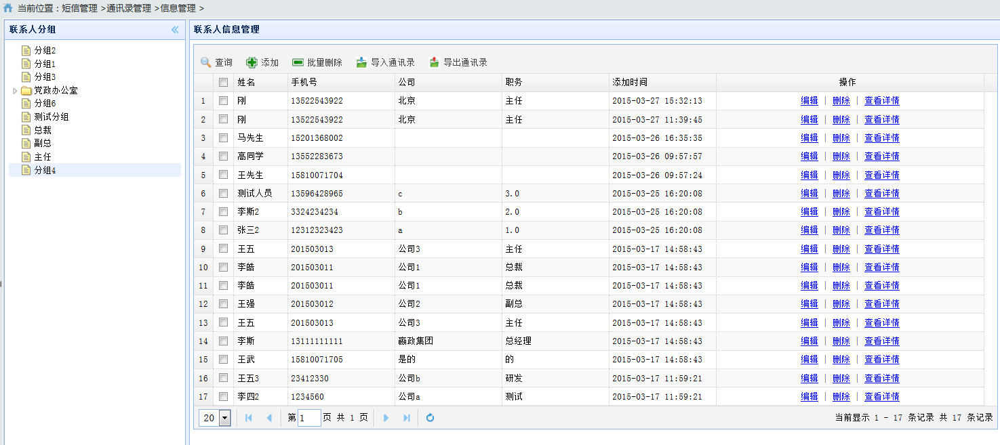 当前位置：短信管理 >通讯录管理 >信息管理 >
联系人分组
分组2
分组1
分组3
党政办公室
分组6
测试分组
总裁
副总
主任
分组4
联系人信息管理
查询 添加 批量删除 导入通讯录 导出通讯录
姓名 手机号 公司 职务 添加时间 操作
1 刚 13522543922 北京 主任 2015-03-27 15:32:13 编辑 | 删除 | 查看详情
2 刚 13522543922 北京 主任 2015-03-27 11:39:45 编辑 | 删除 | 查看详情
3 马先生 15201368002 2015-03-26 16:35:35 编辑 | 删除 | 查看详情
4 高同学 13552283673 2015-03-26 09:57:57 编辑 | 删除 | 查看详情
5 王先生 15810071704 2015-03-26 09:57:24 编辑 | 删除 | 查看详情
6 测试人员 13596428965 c 3.0 2015-03-25 16:20:08 编辑 | 删除 | 查看详情
7 李斯2 3324234234 b 2.0 2015-03-25 16:20:08 编辑 | 删除 | 查看详情
8 张三2 12312323423 a 1.0 2015-03-25 16:20:08 编辑 | 删除 | 查看详情
9 王五 201503013 公司3 主任 2015-03-17 14:58:43 编辑 | 删除 | 查看详情
10 李皓 201503011 公司1 总裁 2015-03-17 14:58:43 编辑 | 删除 | 查看详情
11 李皓 201503011 公司1 总裁 2015-03-17 14:58:43 编辑 | 删除 | 查看详情
12 王强 201503012 公司2 副总 2015-03-17 14:58:43 编辑 | 删除 | 查看详情
13 王五 201503013 公司3 主任 2015-03-17 14:58:43 编辑 | 删除 | 查看详情
14 李斯 13111111111 嬴政集团 总经理 2015-03-17 14:58:43 编辑 | 删除 | 查看详情
15 王武 15810071705 是的 的 2015-03-17 14:58:43 编辑 | 删除 | 查看详情
16 王五3 23412330 公司b 研发 2015-03-17 11:59:21 编辑 | 删除 | 查看详情
17 李四2 1234560 公司a 测试 2015-03-17 11:59:21 编辑 | 删除 | 查看详情
20 第 1 页 共 1 页 当前显示 1 - 17 条记录 共 17 条记录